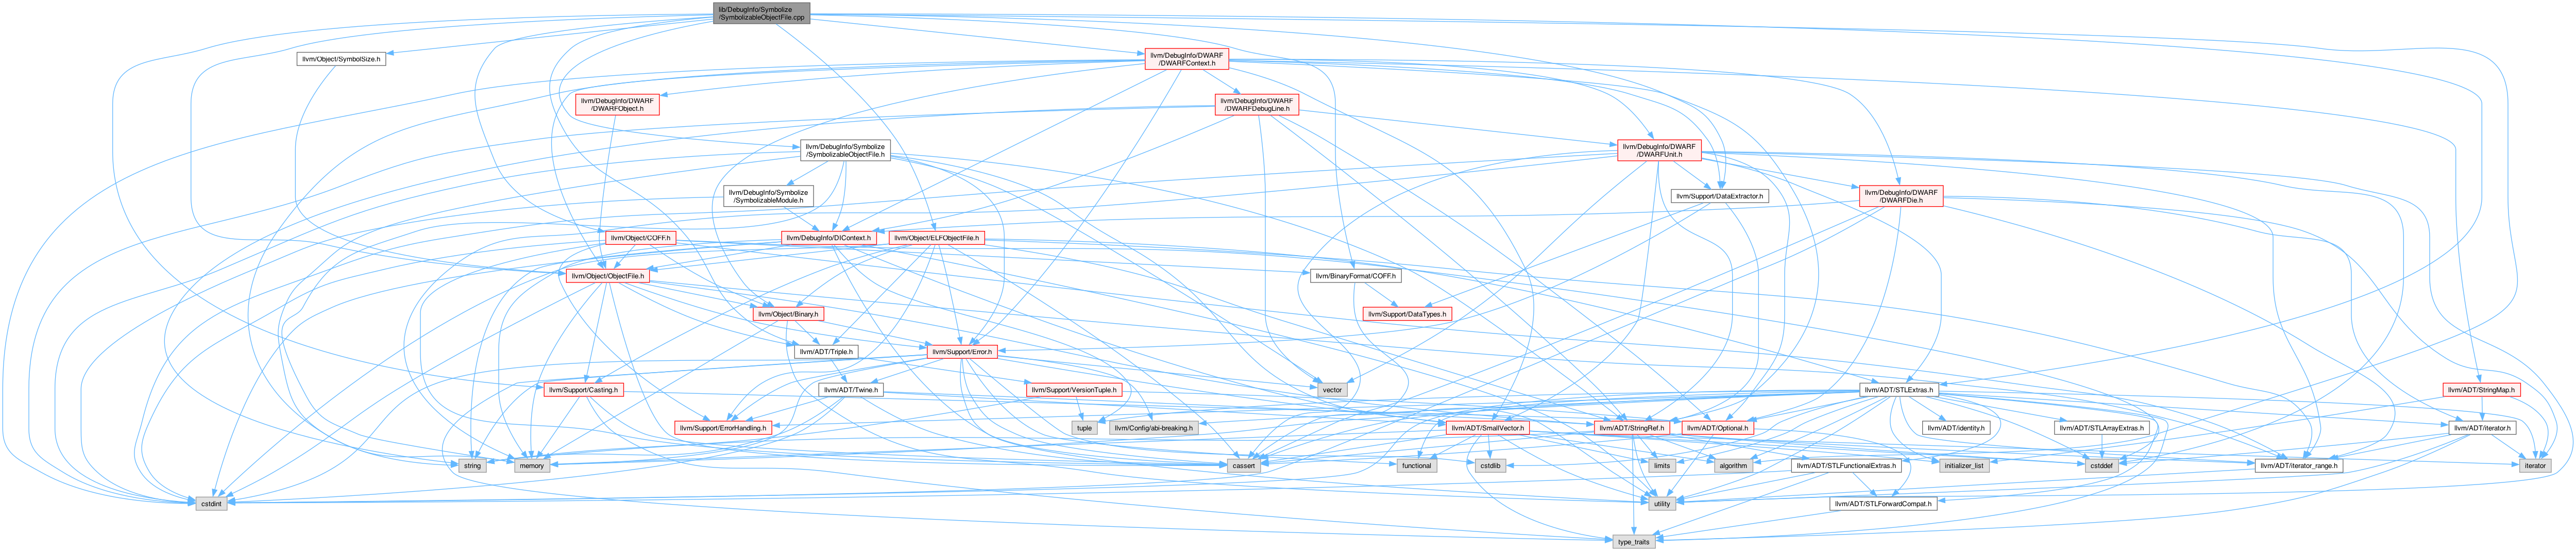 lib/DebugInfo/Symbolize
/SymbolizableObjectFile.cpp
llvm/Object/SymbolSize.h
llvm/DebugInfo/DWARF
/DWARFContext.h
llvm/DebugInfo/DWARF
/DWARFObject.h
llvm/DebugInfo/DWARF
/DWARFDebugLine.h
llvm/DebugInfo/Symbolize
/SymbolizableObjectFile.h
llvm/DebugInfo/DWARF
/DWARFUnit.h
llvm/DebugInfo/Symbolize
/SymbolizableModule.h
llvm/Support/DataExtractor.h
llvm/DebugInfo/DWARF
/DWARFDie.h
llvm/Object/COFF.h
llvm/DebugInfo/DIContext.h
llvm/Object/ELFObjectFile.h
llvm/Object/ObjectFile.h
llvm/BinaryFormat/COFF.h
llvm/Object/Binary.h
llvm/Support/DataTypes.h
llvm/ADT/Triple.h
llvm/Support/Error.h
llvm/Support/Casting.h
llvm/ADT/Twine.h
llvm/Support/VersionTuple.h
vector
llvm/ADT/STLExtras.h
llvm/ADT/StringMap.h
llvm/Support/ErrorHandling.h
tuple
llvm/Config/abi-breaking.h
llvm/ADT/SmallVector.h
llvm/ADT/StringRef.h
llvm/ADT/Optional.h
llvm/ADT/identity.h
llvm/ADT/STLArrayExtras.h
llvm/ADT/iterator.h
string
memory
cassert
functional
cstdlib
limits
algorithm
llvm/ADT/STLFunctionalExtras.h
initializer_list
cstddef
llvm/ADT/iterator_range.h
iterator
cstdint
utility
llvm/ADT/STLForwardCompat.h
type_traits